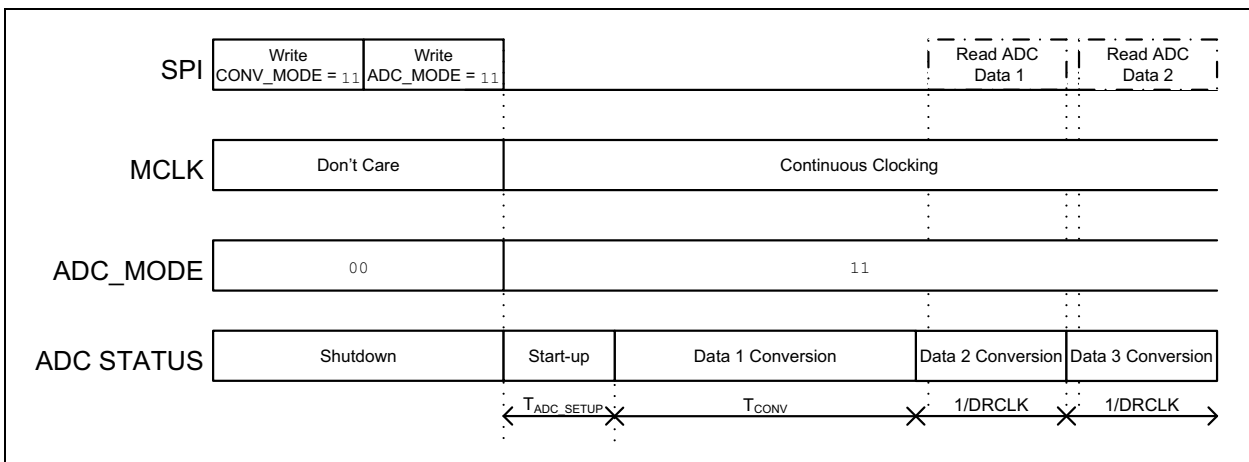 SPI
Write
CONV_MODE = 11
Write
ADC_MODE = 11
Read ADC
Data 1
Read ADC
Data 2
MCLK
Don't Care
Continuous Clocking
ADC_MODE
00
11
ADC STATUS
Shutdown
Start-up
Data 1 Conversion
Data 2 Conversion
Data 3 Conversion
TADC_SETUP
TCONV
1/DRCLK
1/DRCLK